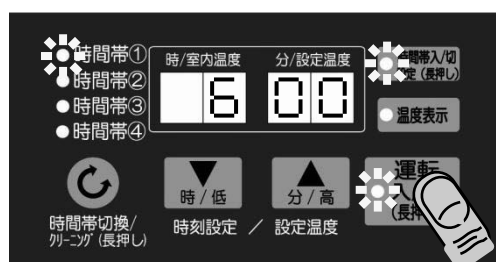 時間帯①
時間帯②
時間帯③
時間帯④
時/室内温度 分/設定温度
6 00
時間帯入/切
設定(長押し)
温度表示
時/低
分/高
運転
時間帯切換/
クリーニング(長押し)
時刻設定 / 設定温度
(長押